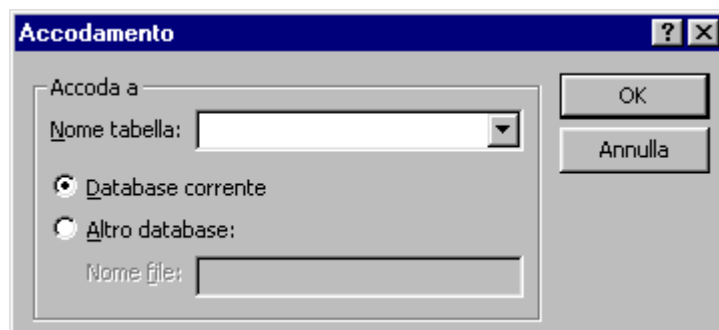 Accodamento
Accoda a
Nome tabella:
Database corrente
Altro database:
Nome file:
OK
Annulla